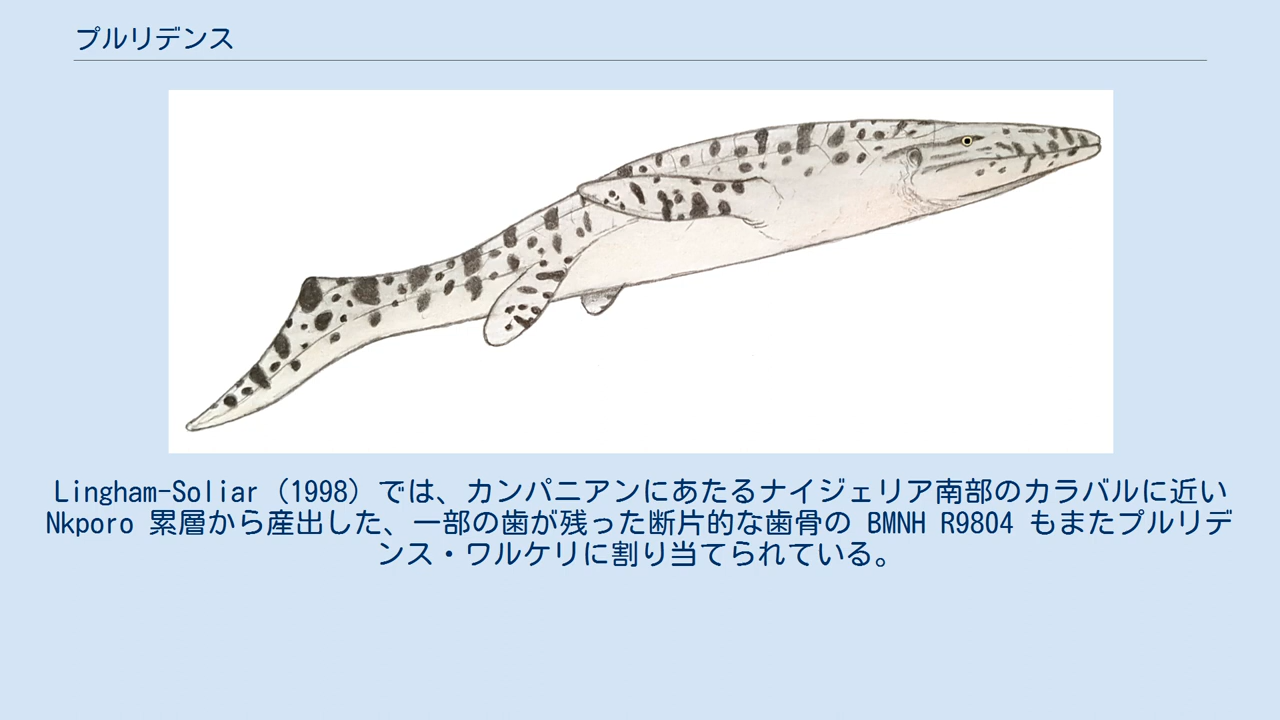 プルリデンス
Lingham-Soliar (1998) では、カンパニアンにあたるナイジェリア南部のカラバルに近い
Nkporo 累層から産出した、一部の歯が残った断片的な歯骨の BMNH R9804 もまたプルリデ
ンス・ワルケリに割り当てられている。